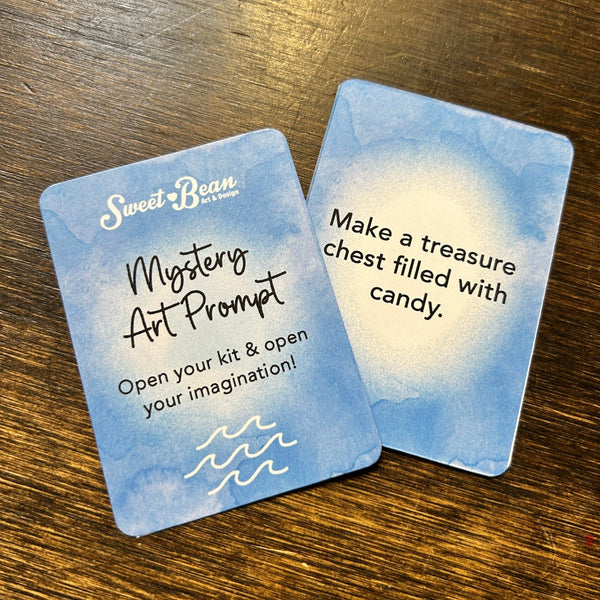 Sweet Bean
Art & Design
Mystery
Art Prompt
Open your kit & open
your imagination!
Make a treasure
chest filled with
candy.